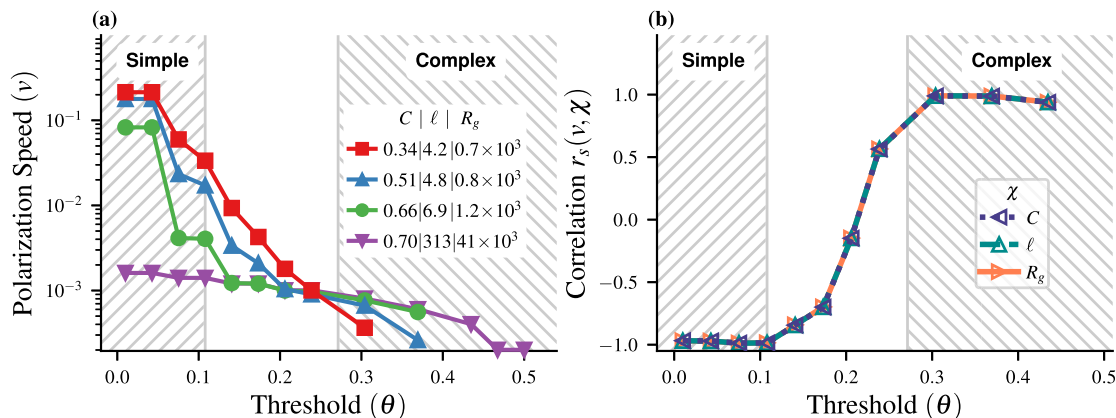 (a)
Simple
Complex
C | ℓ | R_g
0.34|4.2|0.7×10³
0.51|4.8|0.8×10³
0.66|6.9|1.2×10³
0.70|313|41×10³
10⁻¹
10⁻²
10⁻³
Polarization Speed (v)
0.0 0.1 0.2 0.3 0.4 0.5
Threshold (θ)
(b)
Simple
Complex
1.0
0.5
0.0
−0.5
−1.0
Correlation r_s(v, χ)
χ
C
ℓ
R_g
0.0 0.1 0.2 0.3 0.4 0.5
Threshold (θ)